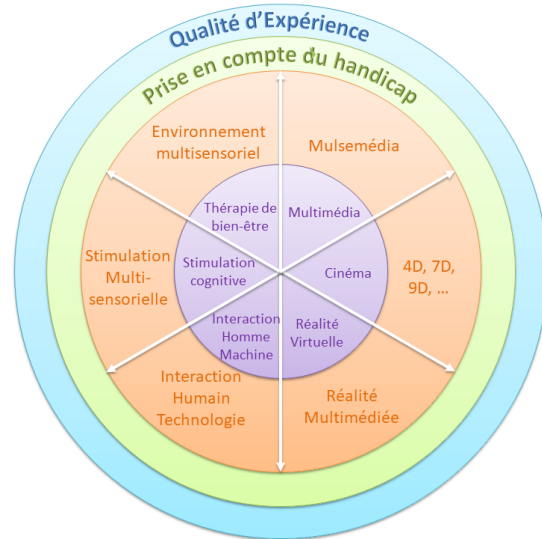 Qualité d'Expérience
Prise en compte du handicap
Environnement
multisensoriel
Mulsemédia
Thérapie de
bien-être
Multimédia
Stimulation
Multi-
sensorielle
Stimulation
cognitive
Cinéma
4D, 7D,
9D, ...
Interaction
Homme
Machine
Réalité
Virtuelle
Interaction
Humain
Technologie
Réalité
Multimédiée